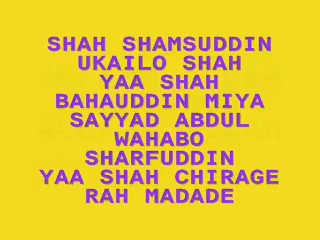 SHAH SHAMSUDDIN
UKAILO SHAH
YAA SHAH
BAHAUDDIN MIYA
SAYYAD ABDUL
WAHABO
SHARFUDDIN
YAA SHAH CHIRAGE
RAH MADADE